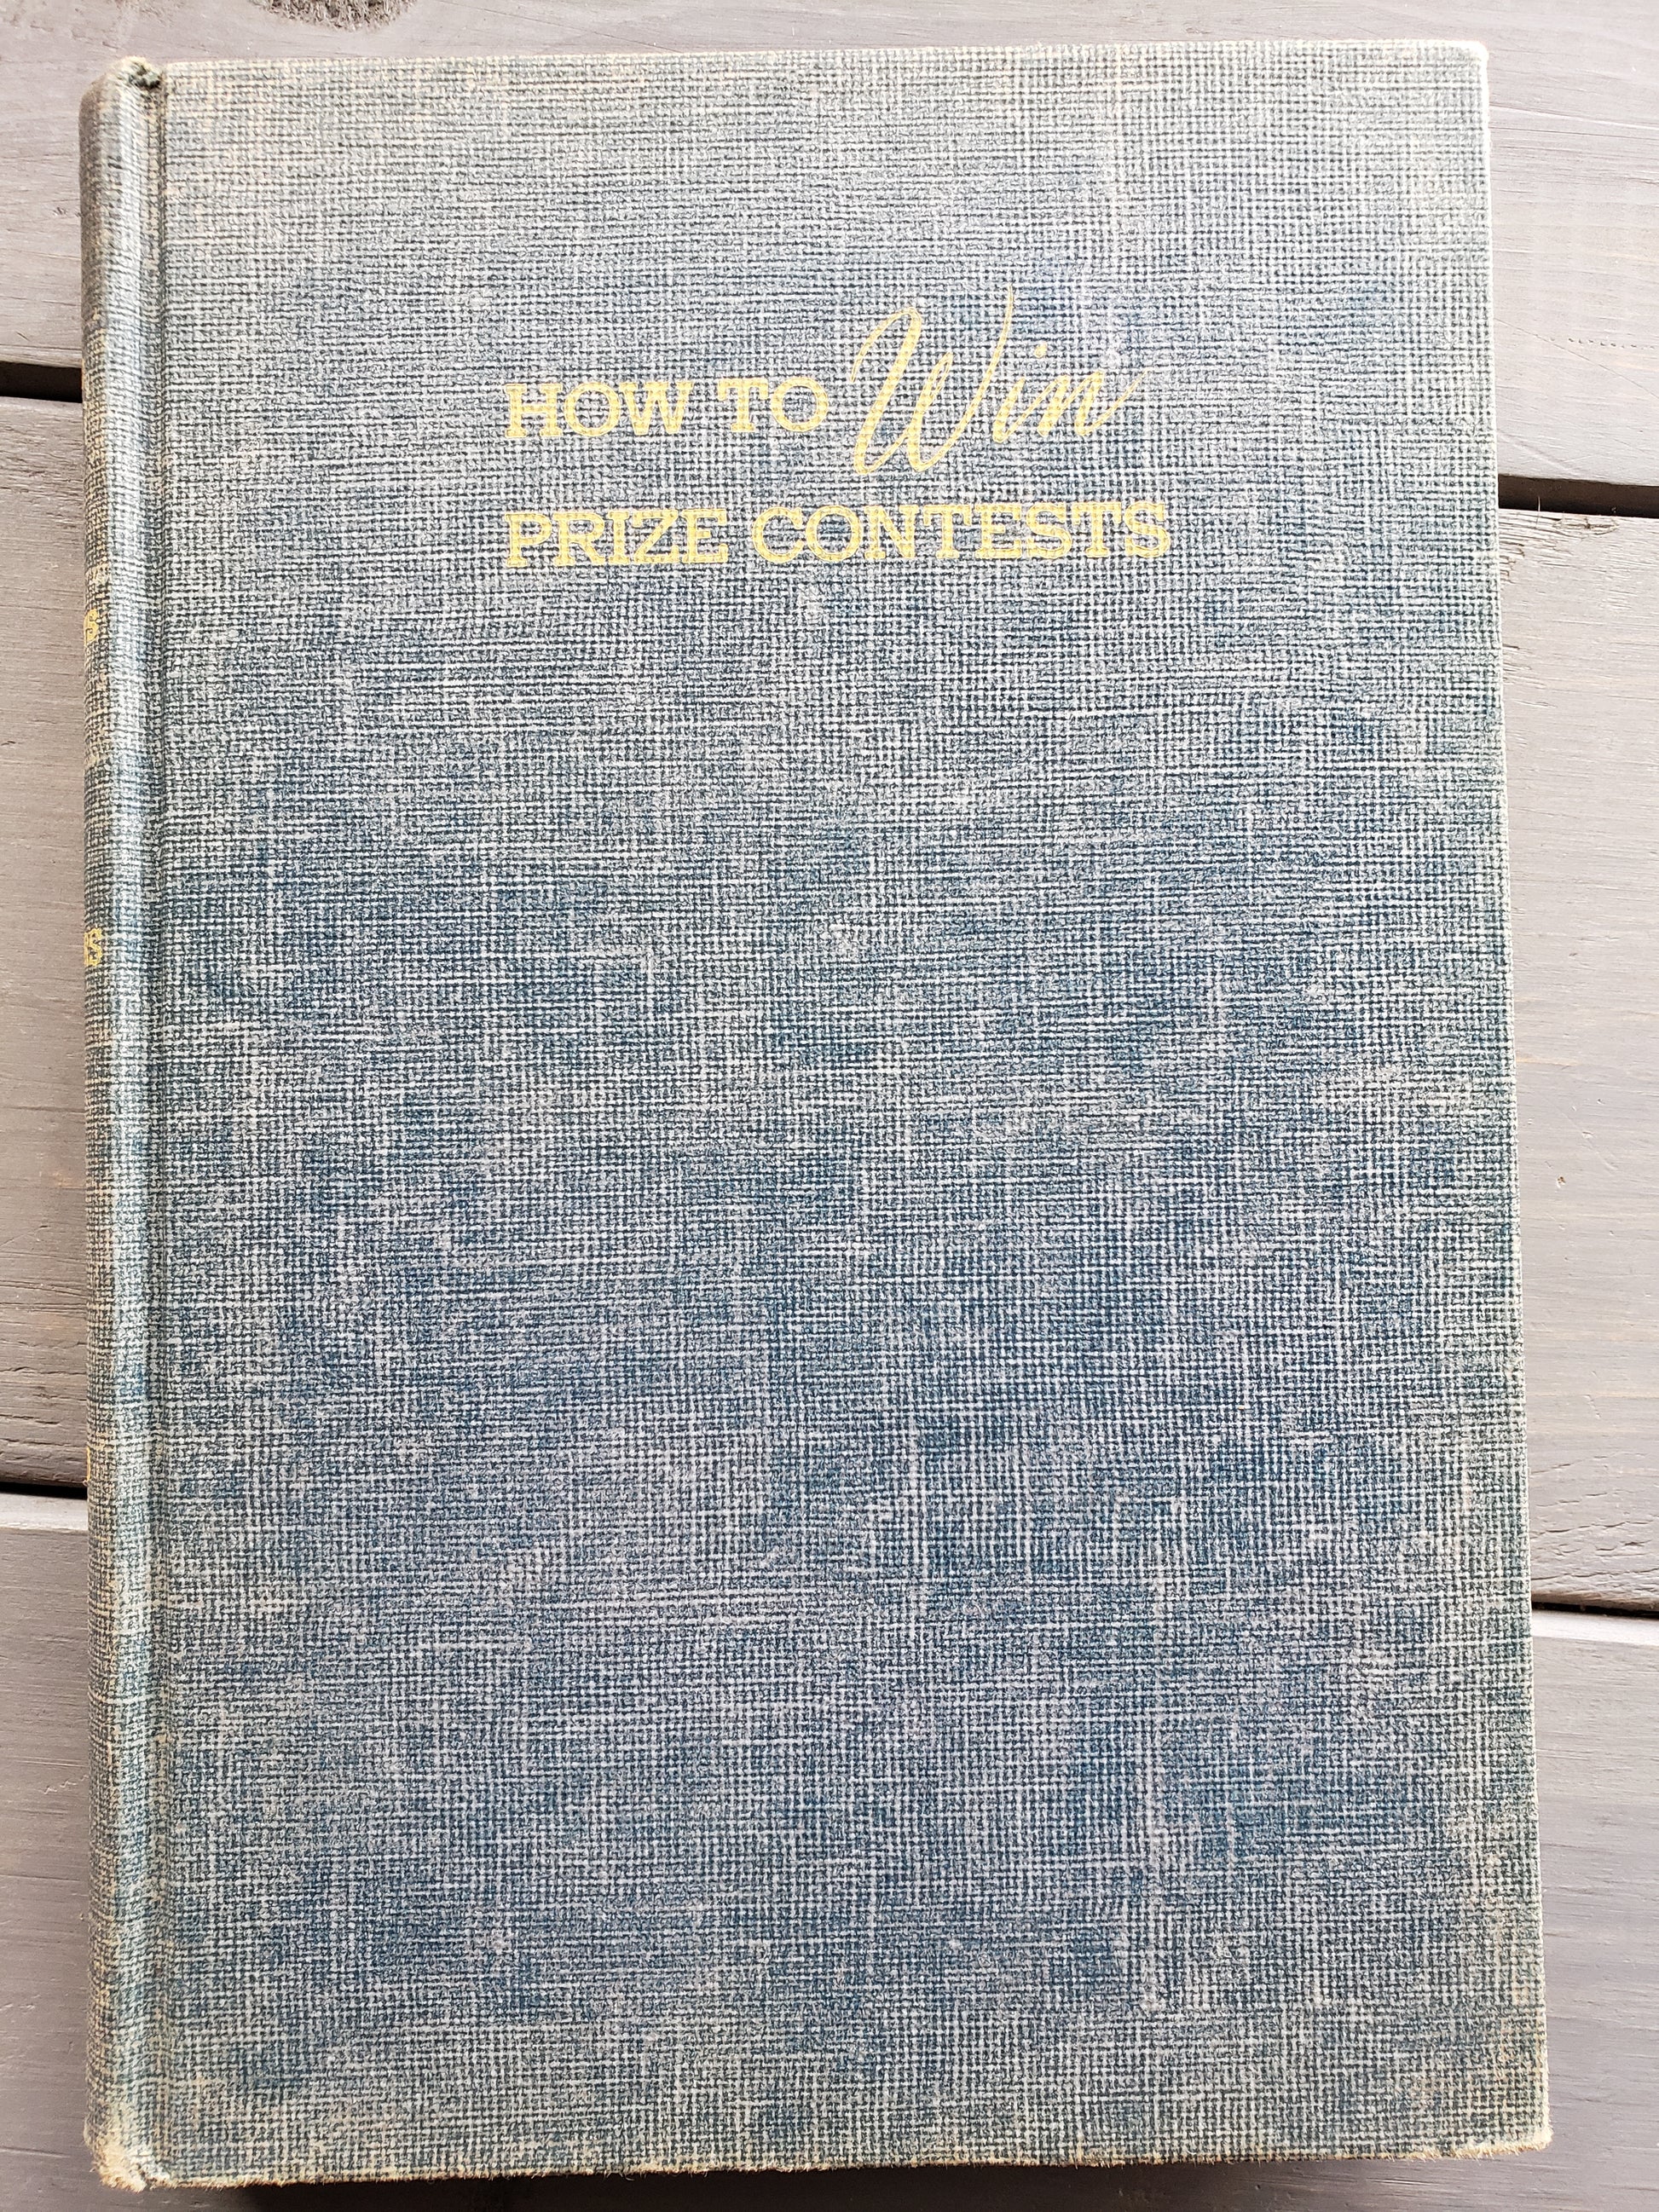 HOW TO Win
PRIZE CONTESTS